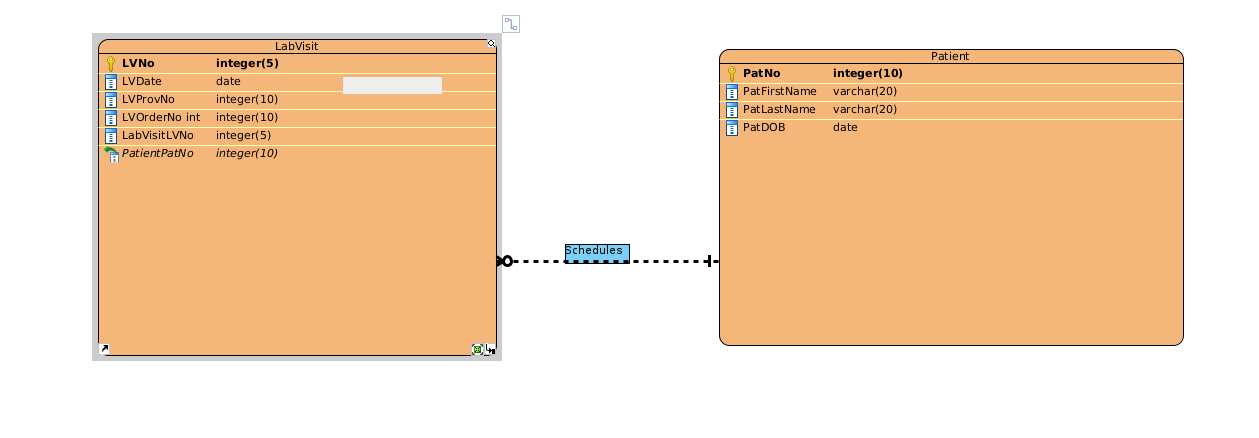 LabVisit
LVNo integer(5)
LVDate date
LVProvNo integer(10)
LVOrderNo int integer(10)
LabVisitLVNo integer(5)
PatientPatNo integer(10)
Schedules
Patient
PatNo integer(10)
PatFirstName varchar(20)
PatLastName varchar(20)
PatDOB date